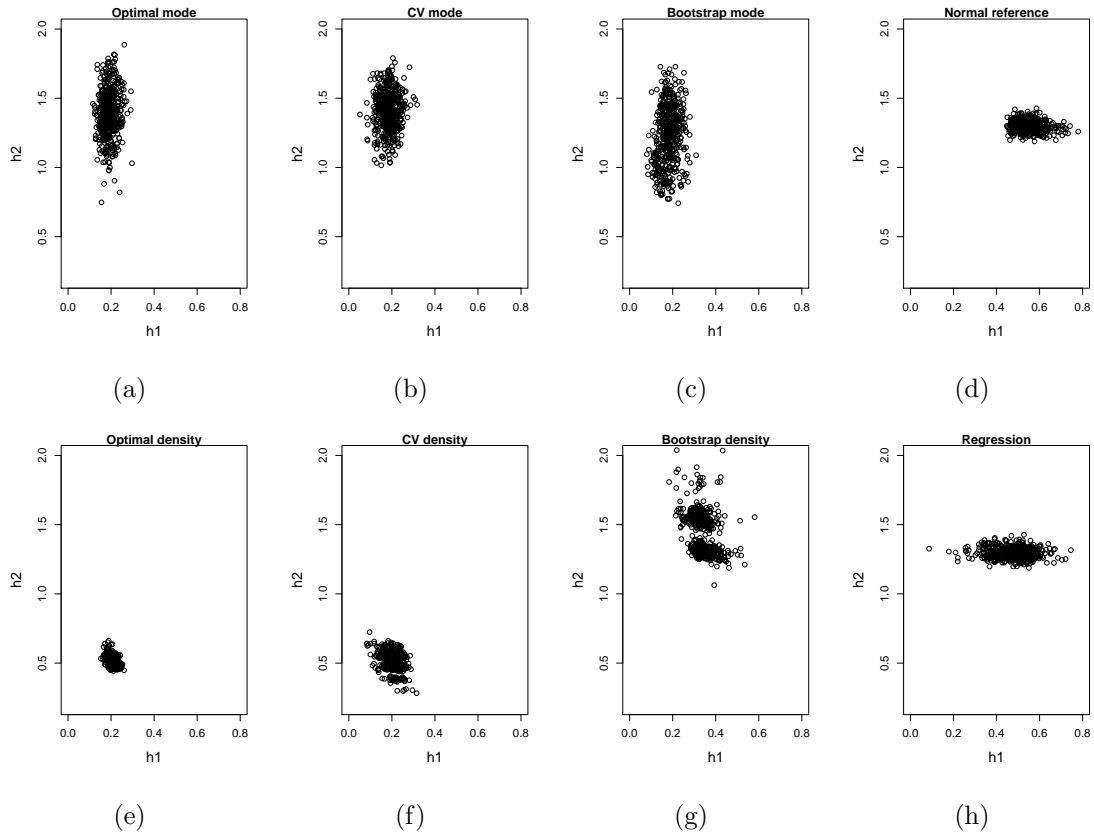 Optimal mode
CV mode
Bootstrap mode
Normal reference
2.0
1.5
1.0
0.5
h2
0.0 0.2 0.4 0.6 0.8
h1
2.0
1.5
1.0
0.5
h2
0.0 0.2 0.4 0.6 0.8
h1
2.0
1.5
1.0
0.5
h2
0.0 0.2 0.4 0.6 0.8
h1
2.0
1.5
1.0
0.5
h2
0.0 0.2 0.4 0.6 0.8
h1
(a)
(b)
(c)
(d)
Optimal density
CV density
Bootstrap density
Regression
2.0
1.5
1.0
0.5
h2
0.0 0.2 0.4 0.6 0.8
h1
2.0
1.5
1.0
0.5
h2
0.0 0.2 0.4 0.6 0.8
h1
2.0
1.5
1.0
0.5
h2
0.0 0.2 0.4 0.6 0.8
h1
2.0
1.5
1.0
0.5
h2
0.0 0.2 0.4 0.6 0.8
h1
(e)
(f)
(g)
(h)